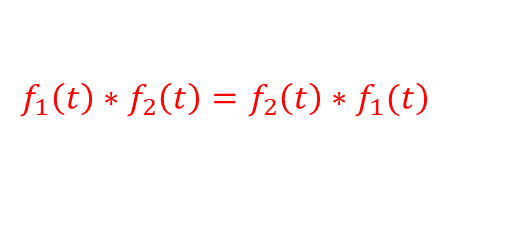 f₁(t) * f₂(t) = f₂(t) * f₁(t)